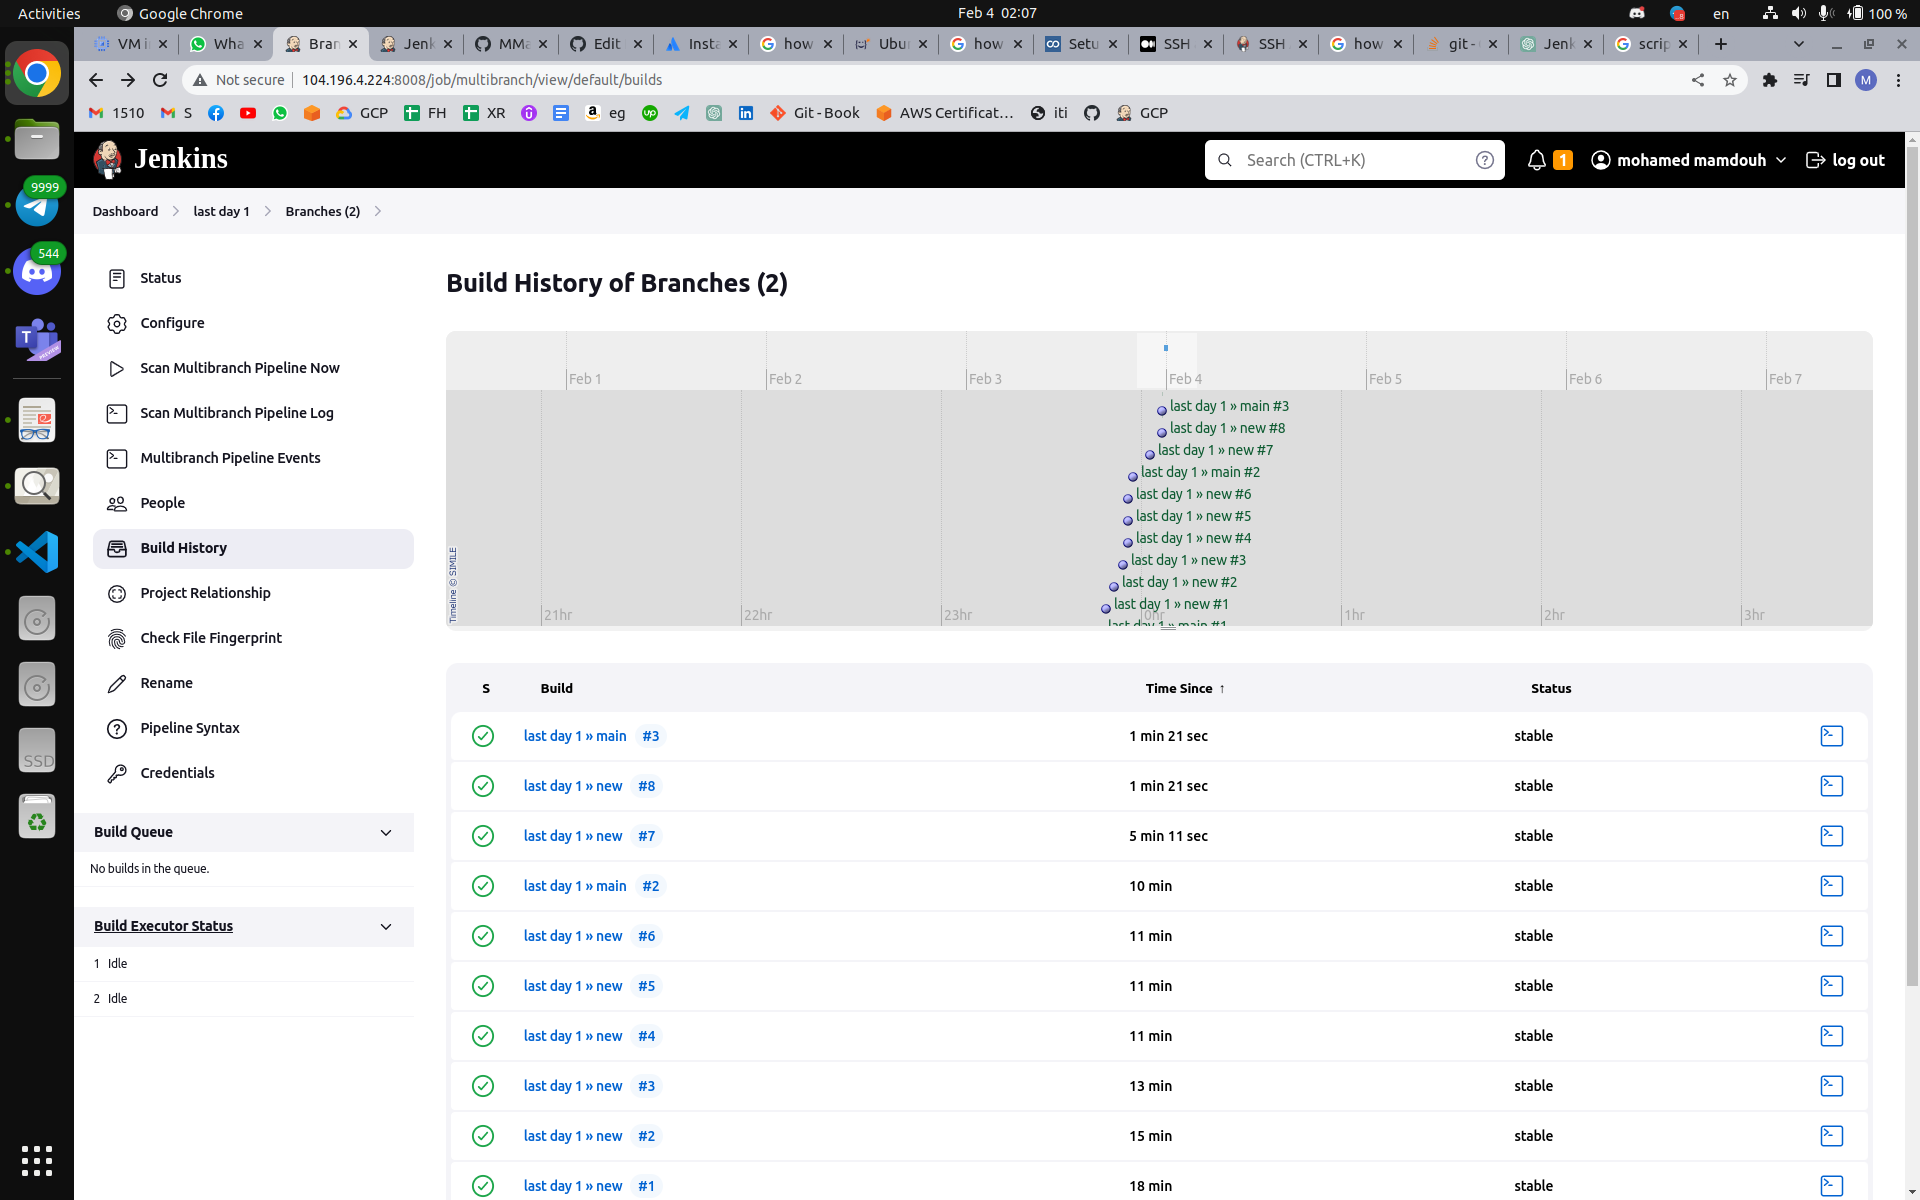 Activities
Google Chrome
Feb 4 02:07
en
100 %
VM i
Wha
Bran
Jenk
MMa
Edit
Insta
how
Ubu
how
Setu
SSH
SSH
how
git -
Jenk
scrip
Not secure
104.196.4.224:8008/job/multibranch/view/default/builds
M
1510
S
GCP
FH
XR
eg
Git - Book
AWS Certificat...
iti
GCP
Jenkins
Search (CTRL+K)
1
mohamed mamdouh
log out
Dashboard
last day 1
Branches (2)
9999
544
SSD
Status
Configure
Scan Multibranch Pipeline Now
Scan Multibranch Pipeline Log
Multibranch Pipeline Events
People
Build History
Project Relationship
Check File Fingerprint
Rename
Pipeline Syntax
Credentials
Build Queue
No builds in the queue.
Build Executor Status
1 Idle
2 Idle
Build History of Branches (2)
Feb 1
Feb 2
Feb 3
Feb 4
Feb 5
Feb 6
Feb 7
last day 1 » main #3
last day 1 » new #8
last day 1 » new #7
last day 1 » main #2
last day 1 » new #6
last day 1 » new #5
last day 1 » new #4
last day 1 » new #3
last day 1 » new #2
last day 1 » new #1
last day 1 » main #1
Timeline © SIMILE
21hr
22hr
23hr
0hr
1hr
2hr
3hr
S Build Time Since ↑ Status
last day 1 » main #3 1 min 21 sec stable
last day 1 » new #8 1 min 21 sec stable
last day 1 » new #7 5 min 11 sec stable
last day 1 » main #2 10 min stable
last day 1 » new #6 11 min stable
last day 1 » new #5 11 min stable
last day 1 » new #4 11 min stable
last day 1 » new #3 13 min stable
last day 1 » new #2 15 min stable
last day 1 » new #1 18 min stable